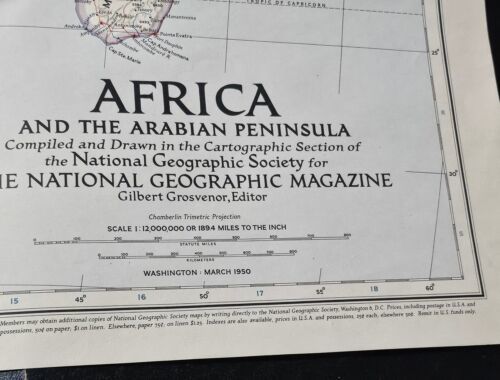 TROPIC OF CAPRICORN
Cap Ste. Marie
25°
AFRICA
AND THE ARABIAN PENINSULA
Compiled and Drawn in the Cartographic Section of
the National Geographic Society for
E NATIONAL GEOGRAPHIC MAGAZINE
Gilbert Grosvenor, Editor
30°
Chamberlin Trimetric Projection
SCALE 1:12,000,000 OR 189.4 MILES TO THE INCH
STATUTE MILES
KILOMETERS
WASHINGTON · MARCH 1950
15 45° 16 50° 17 55° 18 60°
Members may obtain additional copies of National Geographic Society maps by writing directly to the National Geographic Society, Washington 6, D.C. Prices, including postage in U.S.A. and
possessions, 50¢ on paper; $1 on linen. Elsewhere, paper 75¢; on linen $1.25. Indexes are also available, prices in U.S.A. and possessions, 25¢ each, elsewhere 50¢. Remit in U.S. funds only.